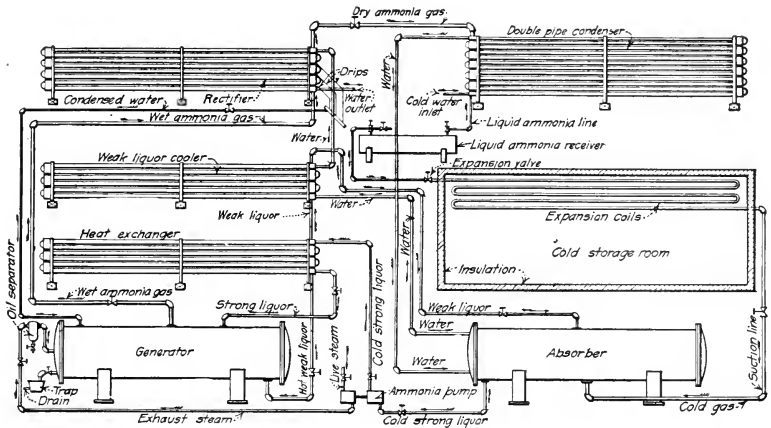 Dry ammonia gas
Double pipe condenser
Drips
Water
Condensed water
Rectifier
Water
outlet
Cold water
inlet
Wet ammonia gas
Liquid ammonia line
Water
Liquid ammonia receiver
Weak liquor cooler
Expansion valve
Weak
liquor
Water
Water
Expansion coils
Heat exchanger
Cold storage room
Oil separator
Insulation
Wet ammonia gas
Strong liquor
Weak liquor
Cold strong liquor
Water
Generator
Hot weak liquor
Live steam
Water
Absorber
Suction line
Trap
Drain
Ammonia pump
Exhaust steam
Cold strong liquor
Cold gas